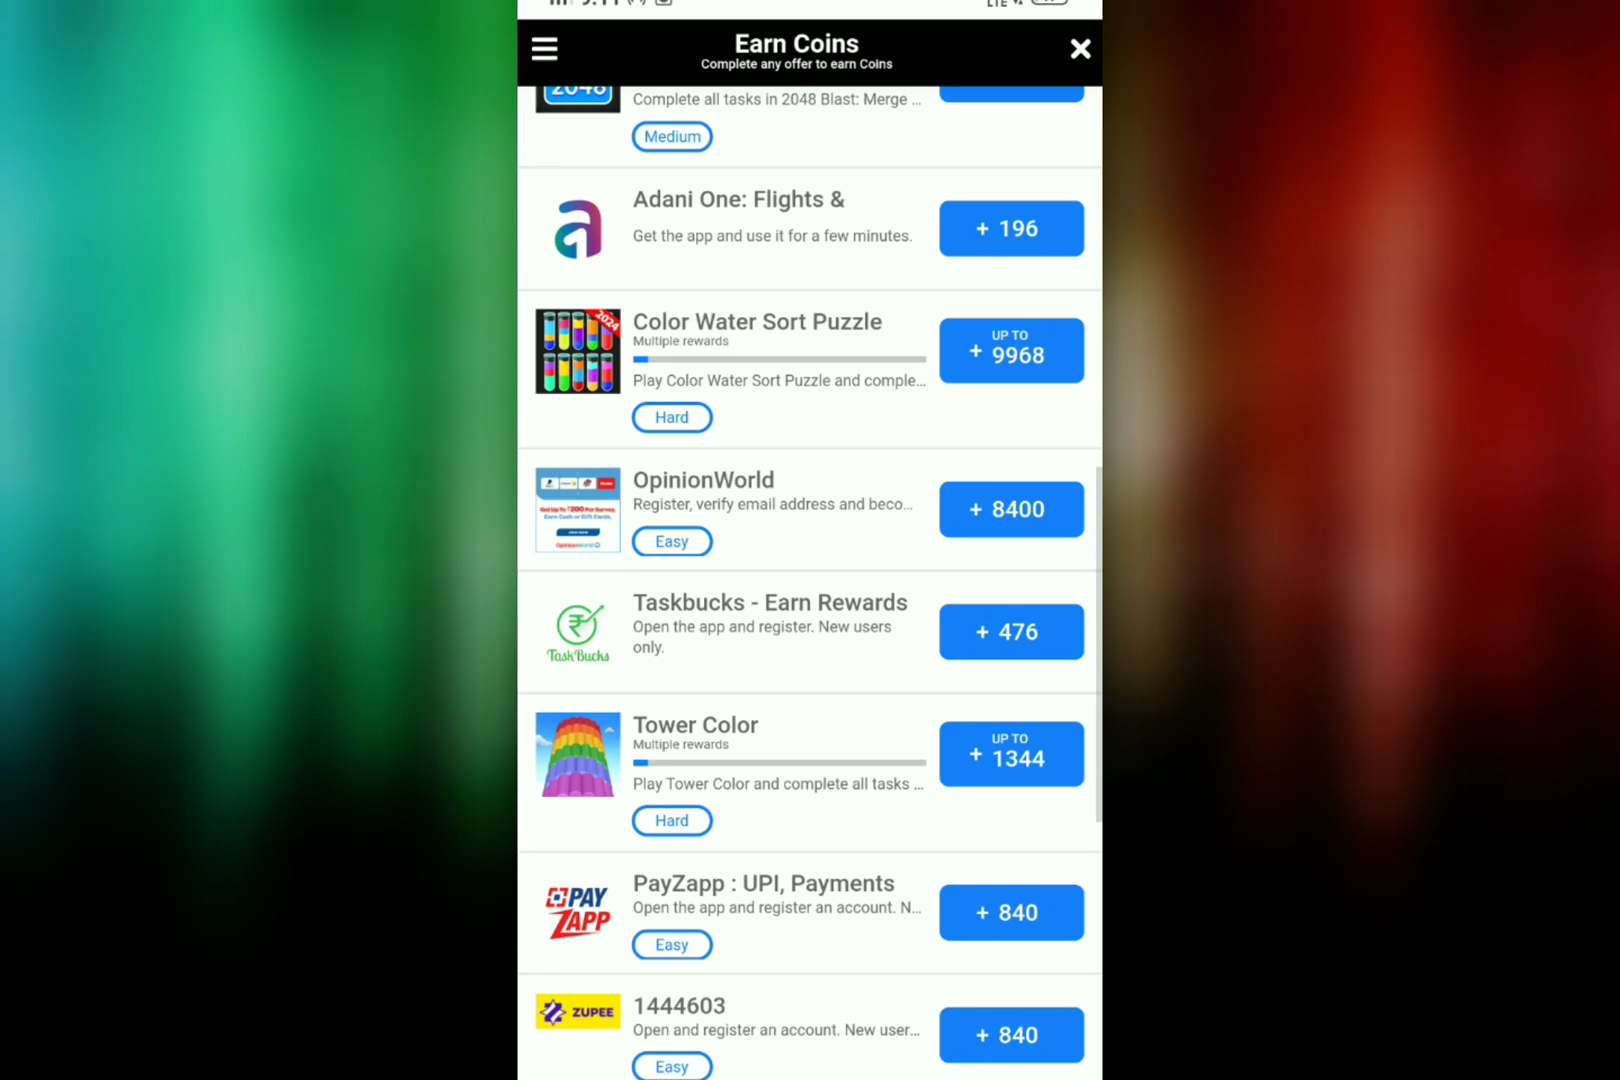 Earn Coins
Complete any offer to earn Coins
2048
Complete all tasks in 2048 Blast: Merge ...
Medium
Adani One: Flights &
Get the app and use it for a few minutes.
+ 196
2024
Color Water Sort Puzzle
Multiple rewards
Play Color Water Sort Puzzle and comple...
Hard
UP TO
+ 9968
OpinionWorld
Register, verify email address and beco...
Easy
+ 8400
Taskbucks - Earn Rewards
Open the app and register. New users
only.
TaskBucks
+ 476
Tower Color
Multiple rewards
Play Tower Color and complete all tasks ...
Hard
UP TO
+ 1344
PAY
ZAPP
PayZapp : UPI, Payments
Open the app and register an account. N...
Easy
+ 840
ZUPEE
1444603
Open and register an account. New user...
Easy
+ 840